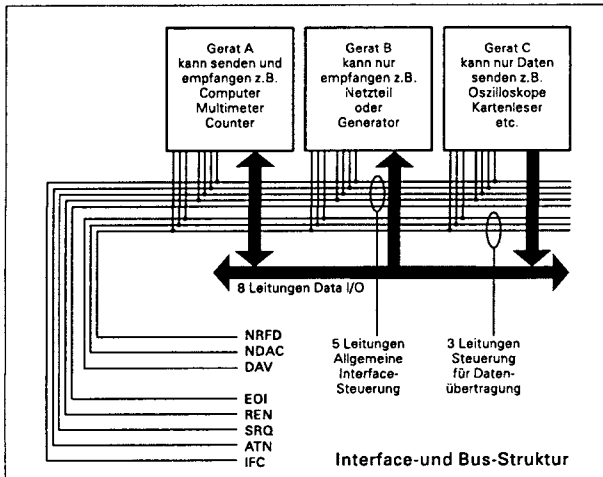 Gerat A
kann senden und
empfangen z.B.
Computer
Multimeter
Counter
Gerat B
kann nur
empfangen z.B.
Netzteil
oder
Generator
Gerat C
kann nur Daten
senden z.B.
Oszilloskope
Kartenleser
etc.
8 Leitungen Data I/O
NRFD
NDAC
DAV
EOI
REN
SRQ
ATN
IFC
5 Leitungen
Allgemeine
Interface-
Steuerung
3 Leitungen
Steuerung
für Daten-
übertragung
Interface-und Bus-Struktur